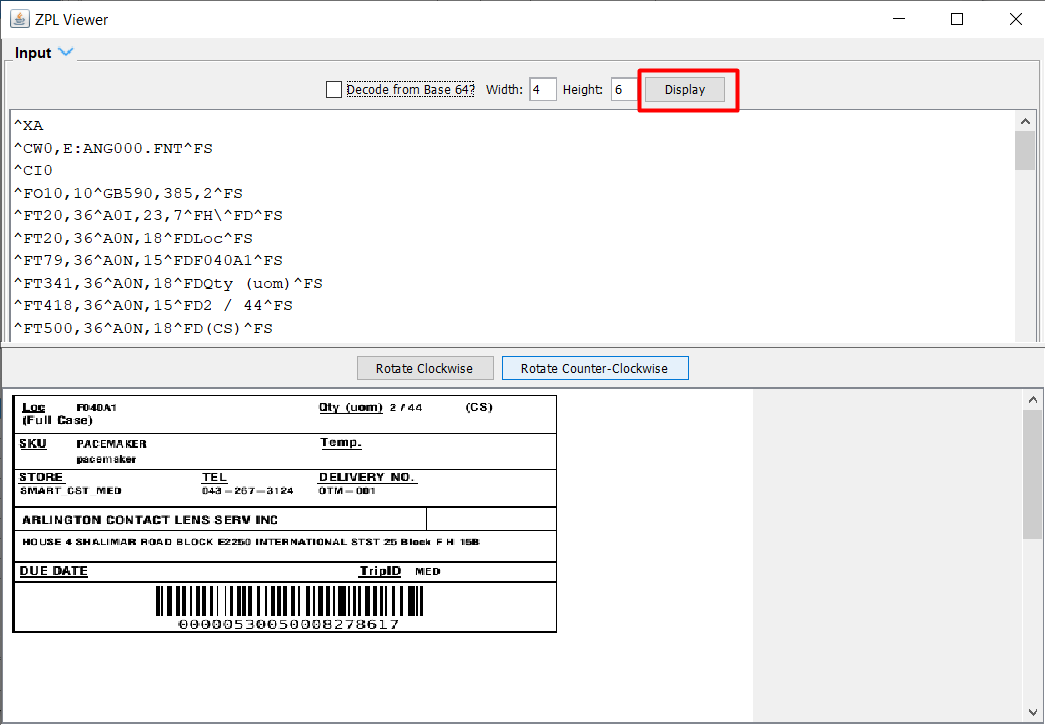 ZPL Viewer
Input
Decode from Base 64? Width: 4 Height: 6 Display
^XA
^CW0,E:ANG000.FNT^FS
^CI0
^FO10,10^GB590,385,2^FS
^FT20,36^A0I,23,7^FH\^FD^FS
^FT20,36^A0N,18^FDLoc^FS
^FT79,36^A0N,15^FDF040A1^FS
^FT341,36^A0N,18^FDQty (uom)^FS
^FT418,36^A0N,15^FD2 / 44^FS
^FT500,36^A0N,18^FD(CS)^FS
Rotate Clockwise Rotate Counter-Clockwise
Loc F040A1 Qty (uom) 2 / 44 (CS)
(Full Case)
SKU PACEMAKER Temp.
pacemaker
STORE TEL DELIVERY NO.
SMART CST MED 043-267-3124 OTM-001
ARLINGTON CONTACT LENS SERV INC
HOUSE 4 SHALIMAR ROAD BLOCK E2250 INTERNATIONAL STST 25 Block F H 15B
DUE DATE TripID MED
00000530050008278617